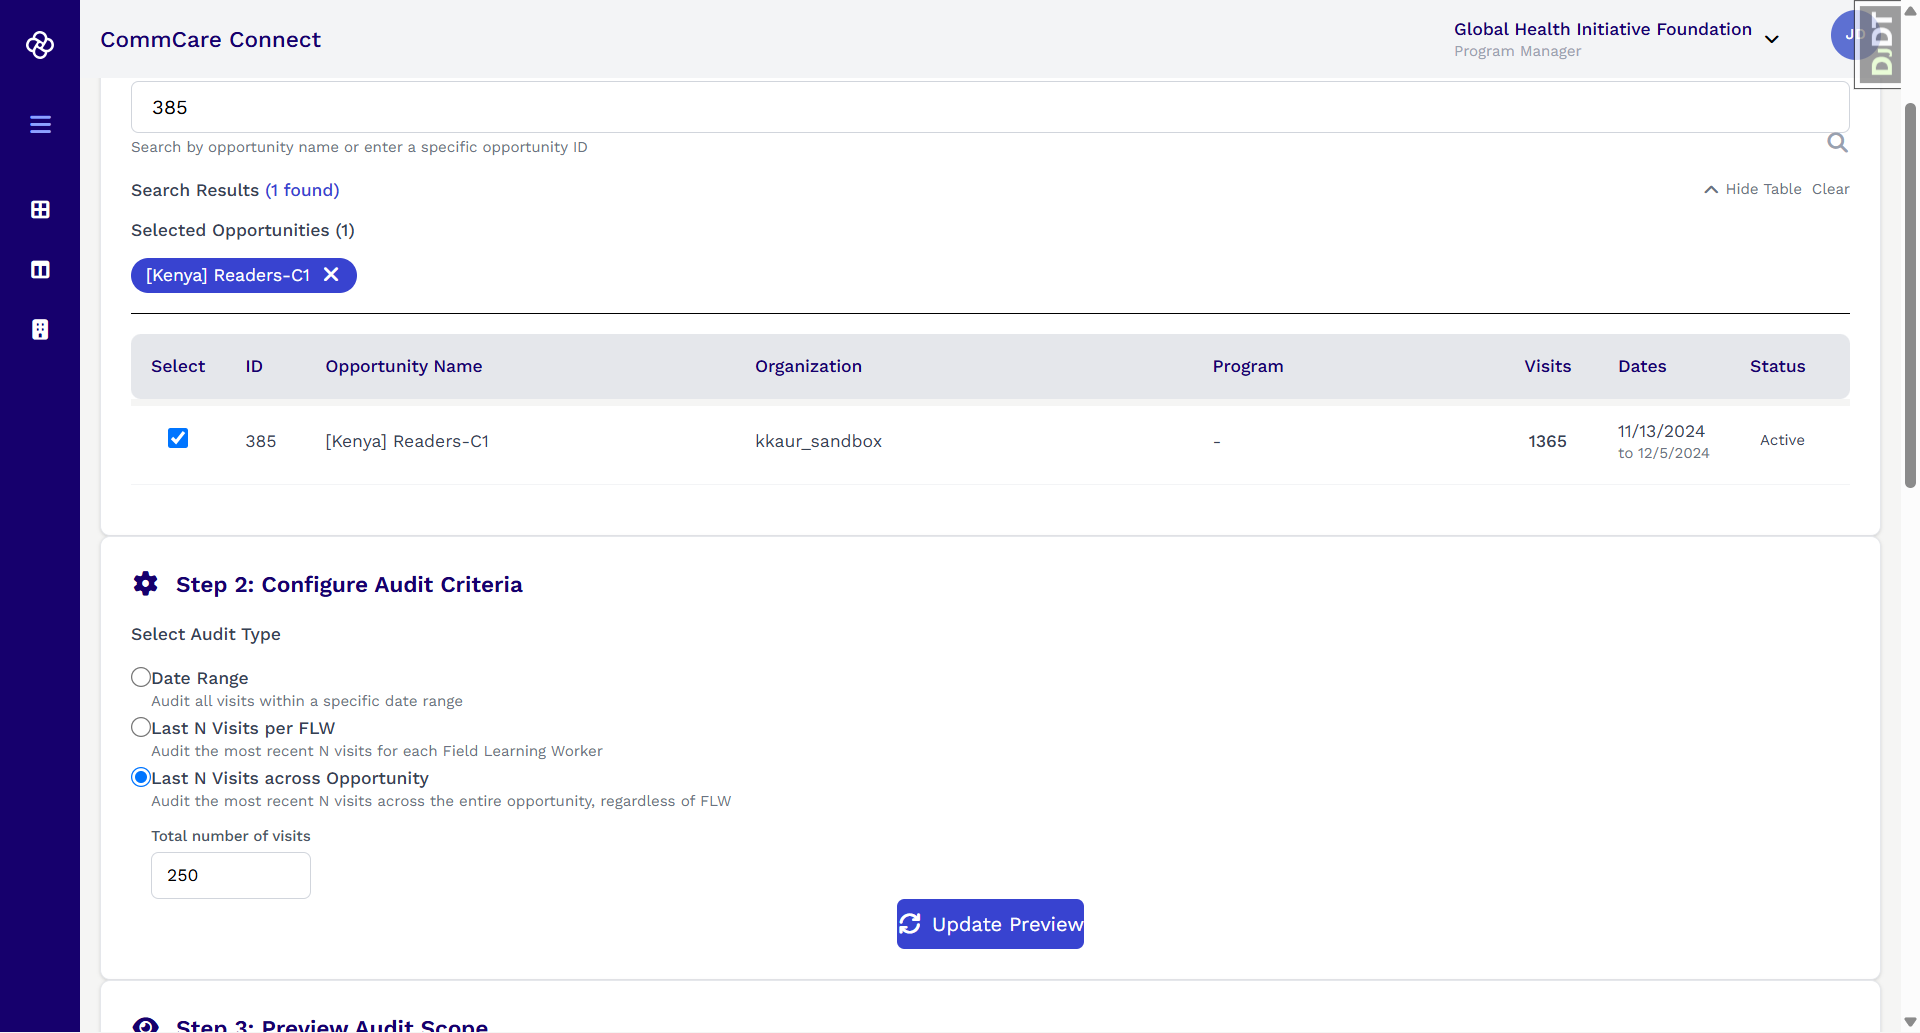 CommCare Connect
Global Health Initiative Foundation
Program Manager
JD
DjDT
385
Search by opportunity name or enter a specific opportunity ID
Search Results (1 found)
Hide Table Clear
Selected Opportunities (1)
[Kenya] Readers-C1
Select ID Opportunity Name Organization Program Visits Dates Status
385 [Kenya] Readers-C1 kkaur_sandbox - 1365 11/13/2024 Active
to 12/5/2024
Step 2: Configure Audit Criteria
Select Audit Type
Date Range
Audit all visits within a specific date range
Last N Visits per FLW
Audit the most recent N visits for each Field Learning Worker
Last N Visits across Opportunity
Audit the most recent N visits across the entire opportunity, regardless of FLW
Total number of visits
250
Update Preview
Step 3: Preview Audit Scope